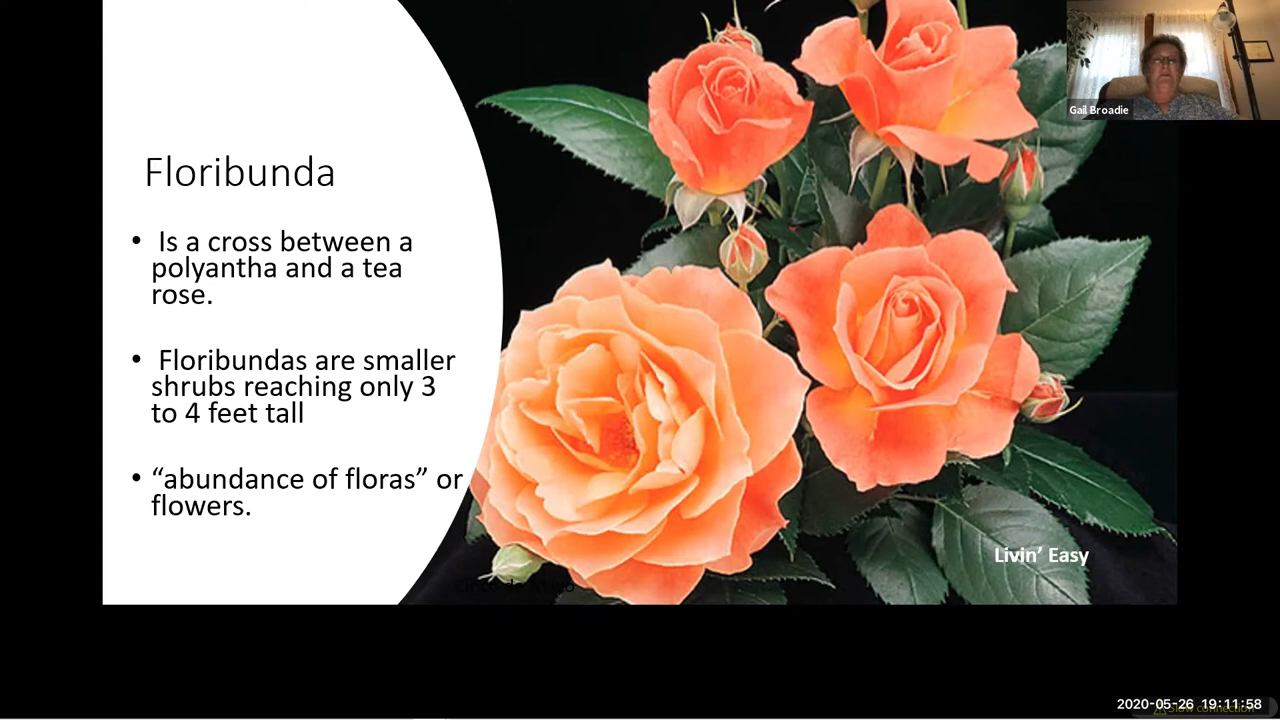 Gail Broadie
Floribunda
• Is a cross between a
polyantha and a tea
rose.
• Floribundas are smaller
shrubs reaching only 3
to 4 feet tall
• “abundance of floras” or
flowers.
Livin’ Easy
2020-05-26 19:11:58